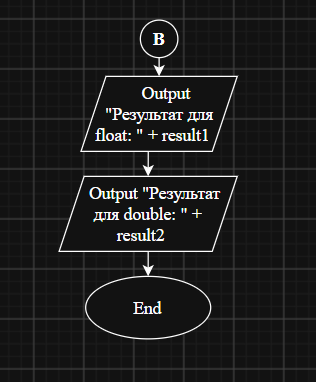 B
Output
"Результат для
float: " + result1
Output "Результат
для double: " +
result2
End